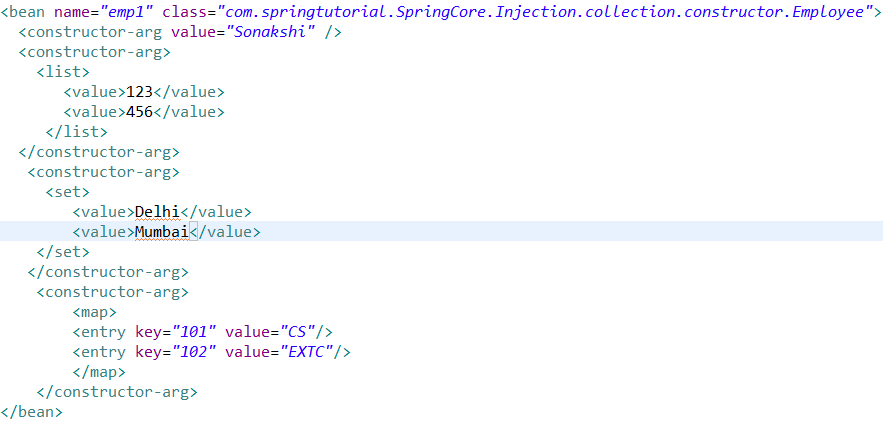 <bean name="emp1" class="com.springtutorial.SpringCore.Injection.collection.constructor.Employee">
<constructor-arg value="Sonakshi" />
<constructor-arg>
<list>
<value>123</value>
<value>456</value>
</list>
</constructor-arg>
<constructor-arg>
<set>
<value>Delhi</value>
<value>Mumbai</value>
</set>
</constructor-arg>
<constructor-arg>
<map>
<entry key="101" value="CS"/>
<entry key="102" value="EXTC"/>
</map>
</constructor-arg>
</bean>